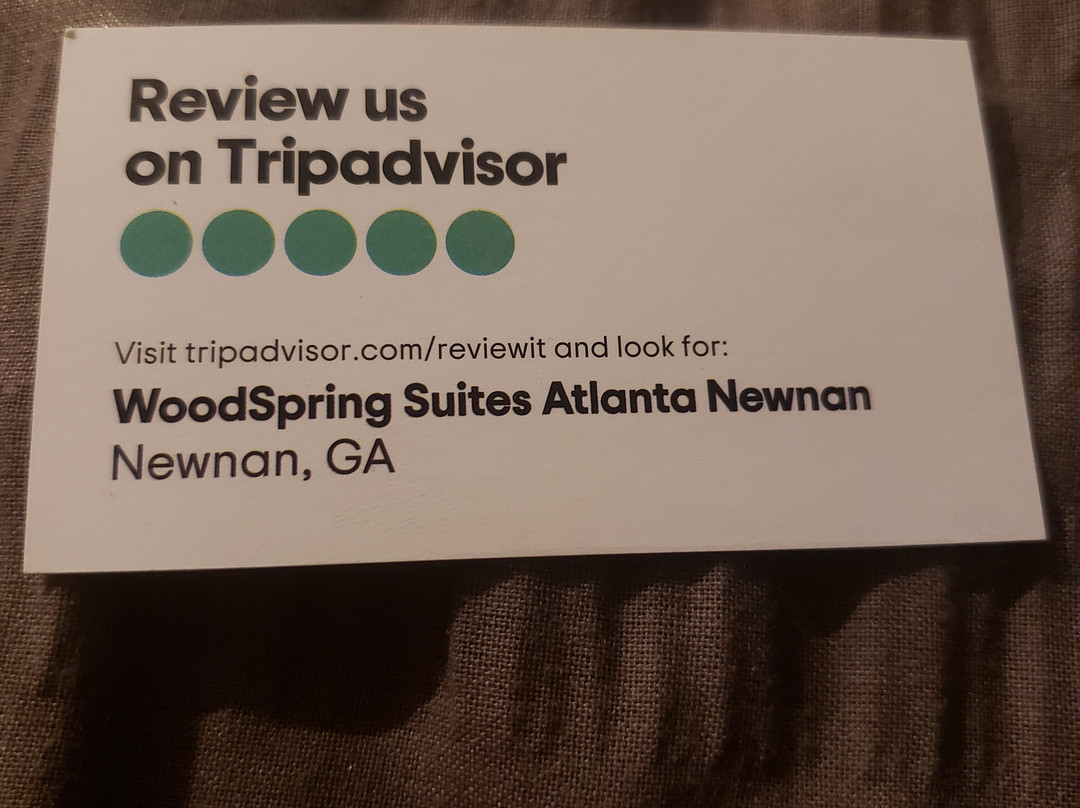 Review us
on Tripadvisor
Visit tripadvisor.com/reviewit and look for:
WoodSpring Suites Atlanta Newnan
Newnan, GA